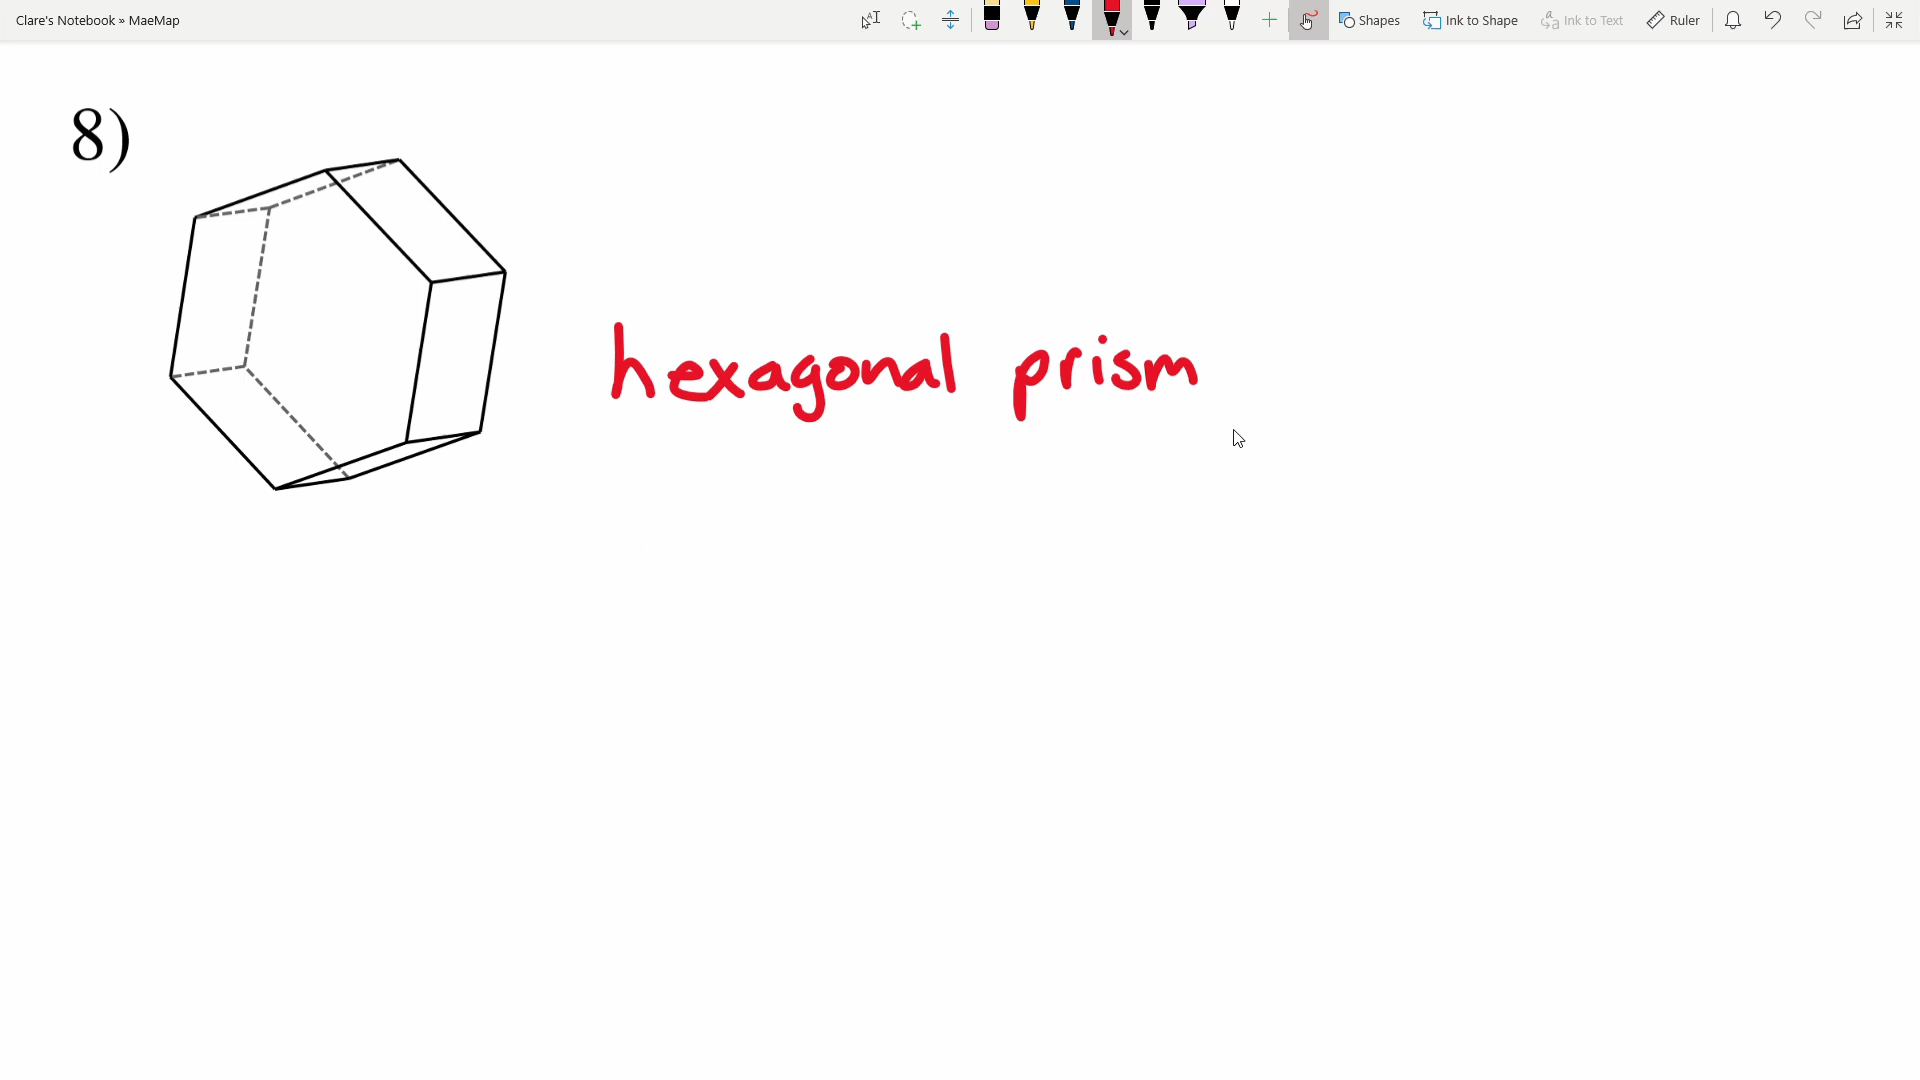 Clare's Notebook » MaeMap
Shapes
Ink to Shape
Ink to Text
Ruler
8)
hexagonal prism